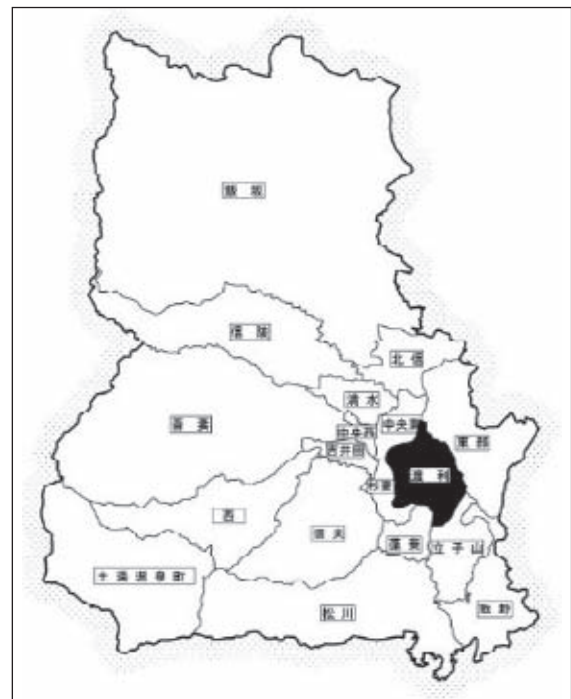 飯 坂
信 陵
北 信
清 水
吾 妻
中央東
中央西
東 部
吉井田
渡 利
杉妻
西
信 夫
蓬 莱
立 子 山
土 湯 温 泉 町
松 川
飯 野